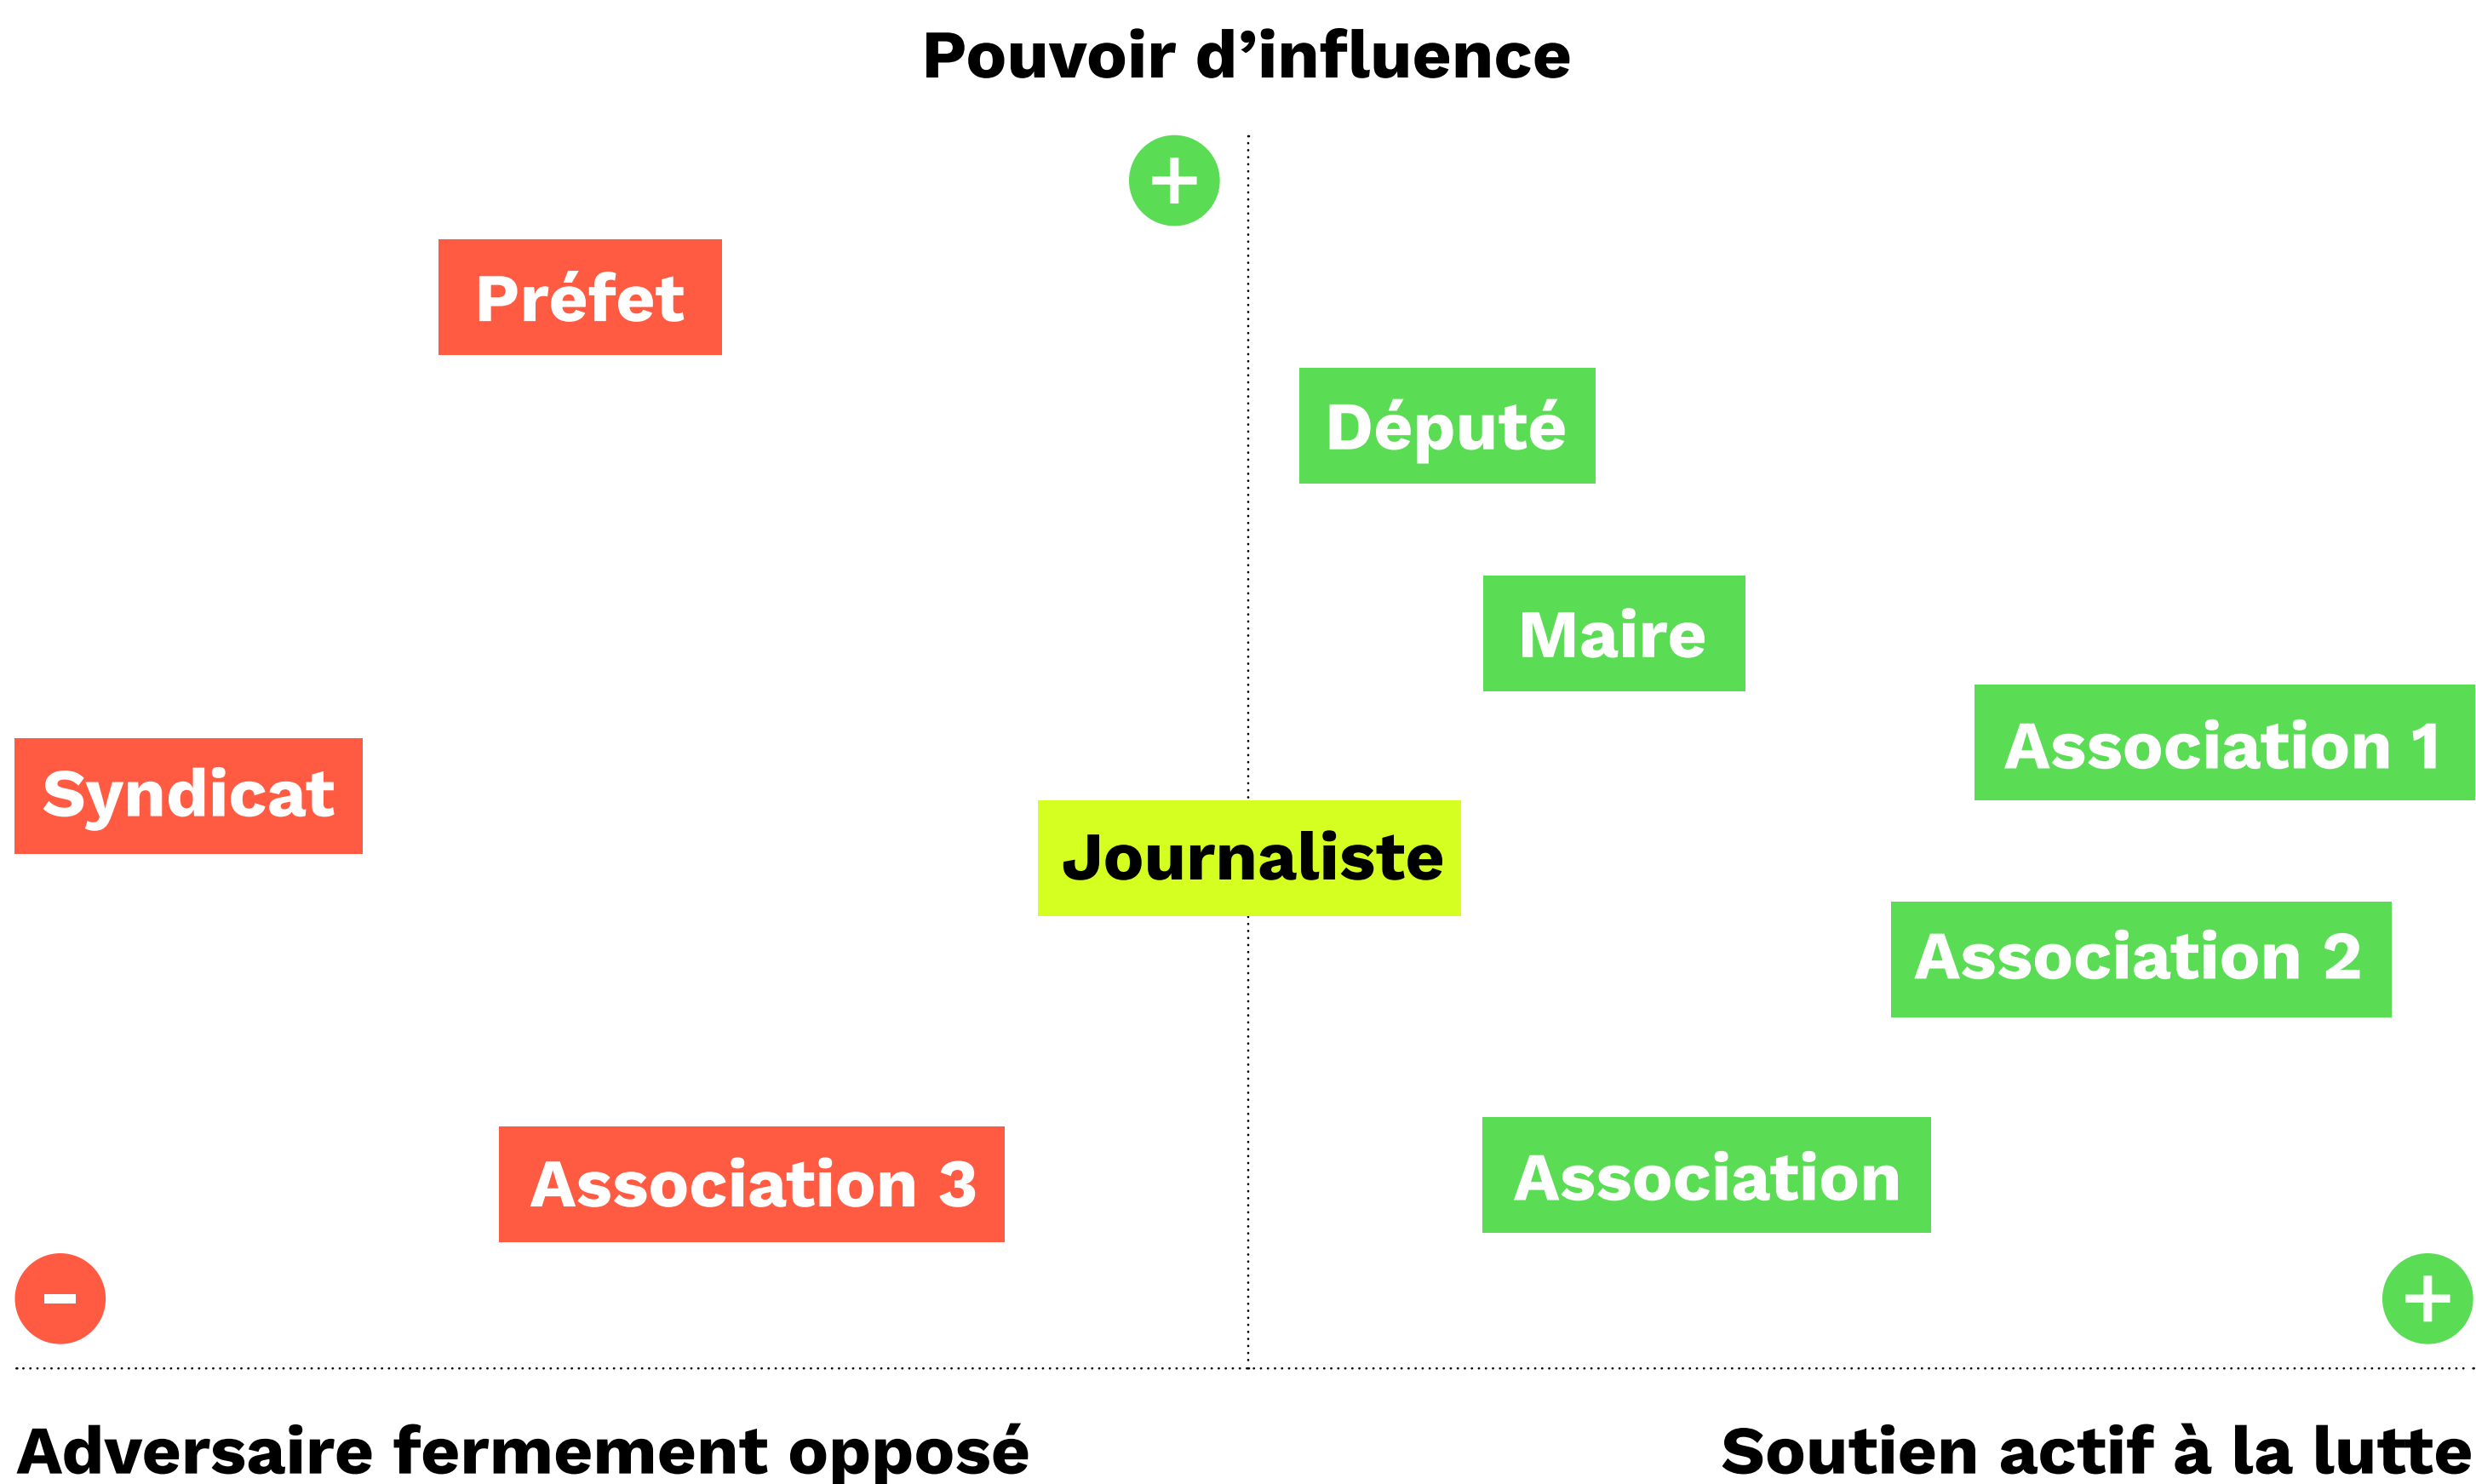 Pouvoir d’influence
+
Préfet
Député
Maire
Association 1
Syndicat
Journaliste
Association 2
Association
Association 3
-
+
Adversaire fermement opposé
Soutien actif à la lutte